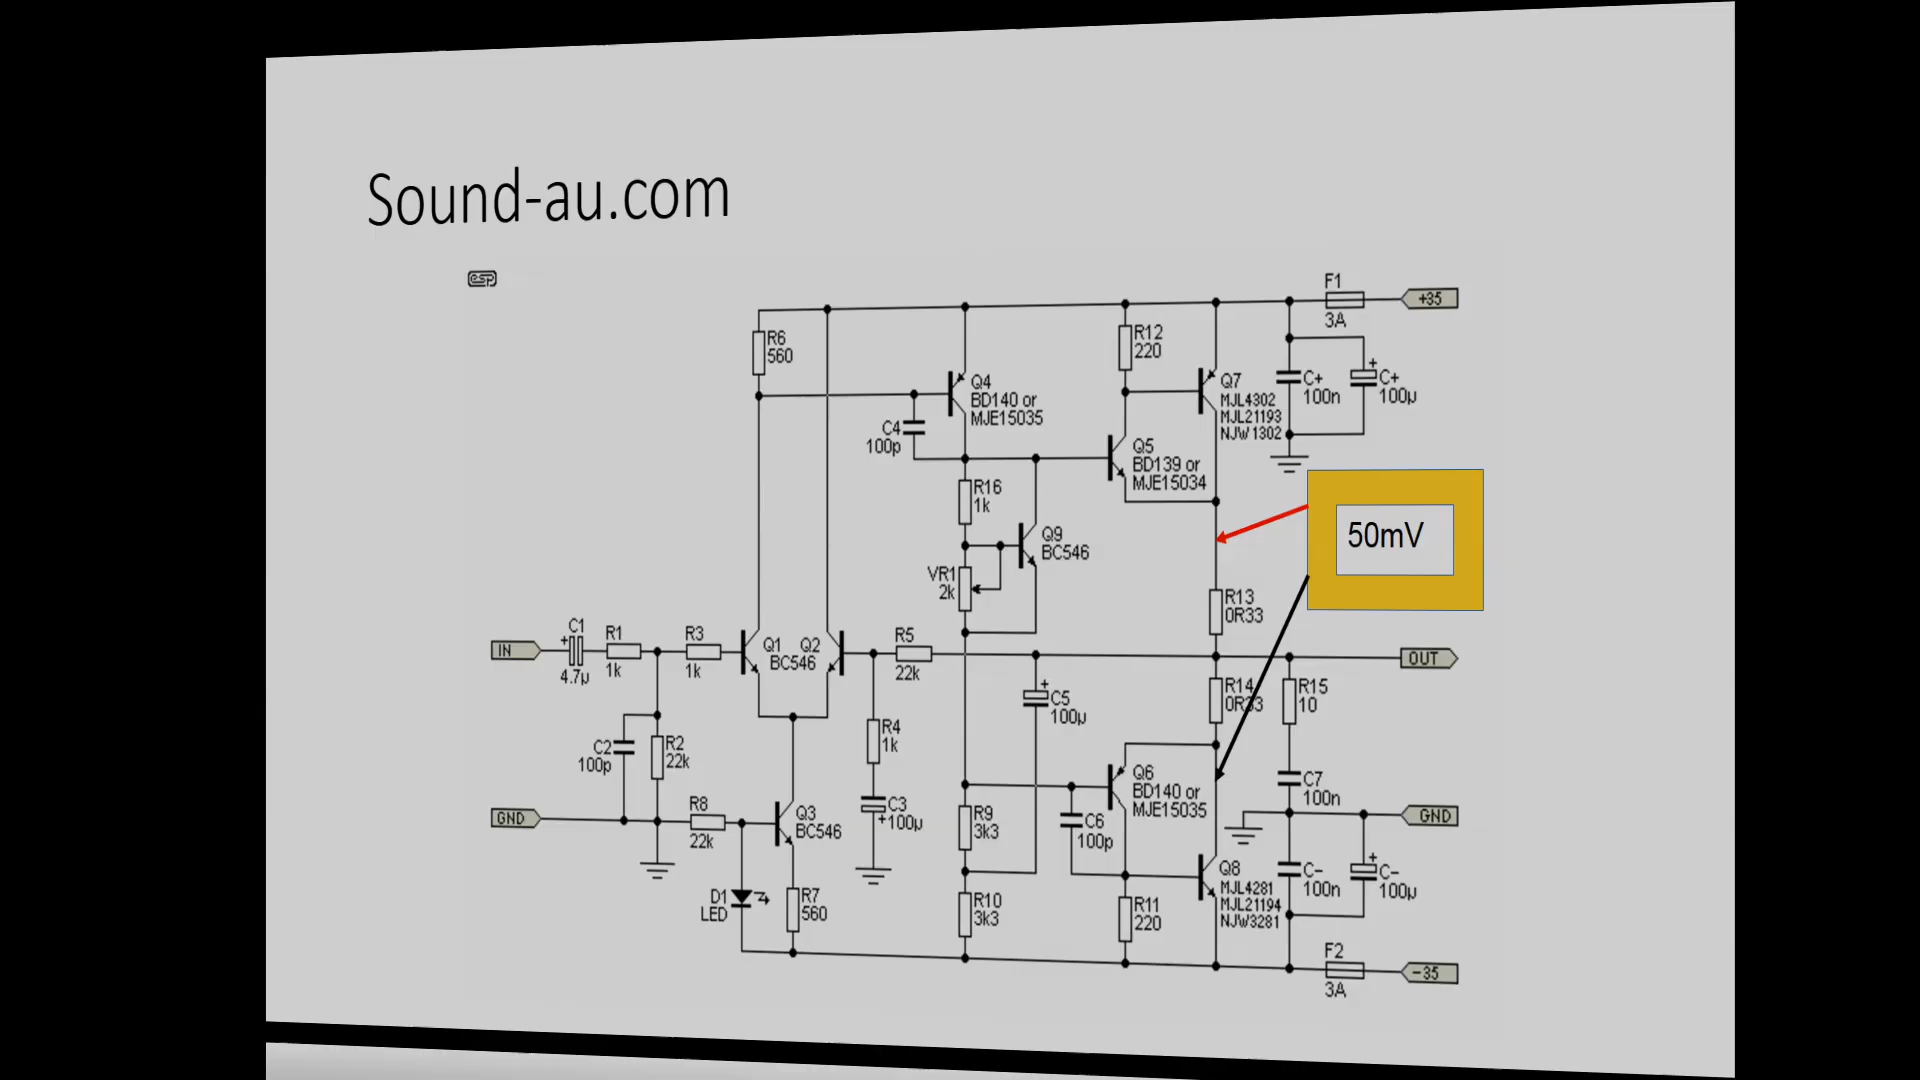 Sound-au.com
esp
F1
+35
3A
R6
560
R12
220
Q4
BD140 or
MJE15035
Q7
MJL4302
MJL21193
NJW1302
C+
100n
+
C+
100µ
C4
100p
Q5
BD139 or
MJE15034
R16
1k
50mV
Q9
BC546
VR1
2k
R13
0R33
IN
+
C1
4.7µ
R1
1k
R3
1k
Q1
Q2
BC546
R5
22k
OUT
+
C5
100µ
R14
0R33
R15
10
C2
100p
R2
22k
R4
1k
Q6
BD140 or
MJE15035
C7
100n
GND
R8
22k
Q3
BC546
C3
+100µ
R9
3k3
C6
100p
GND
D1
LED
R7
560
R10
3k3
R11
220
Q8
MJL4281
MJL21194
NJW3281
C-
100n
+
C-
100µ
F2
-35
3A